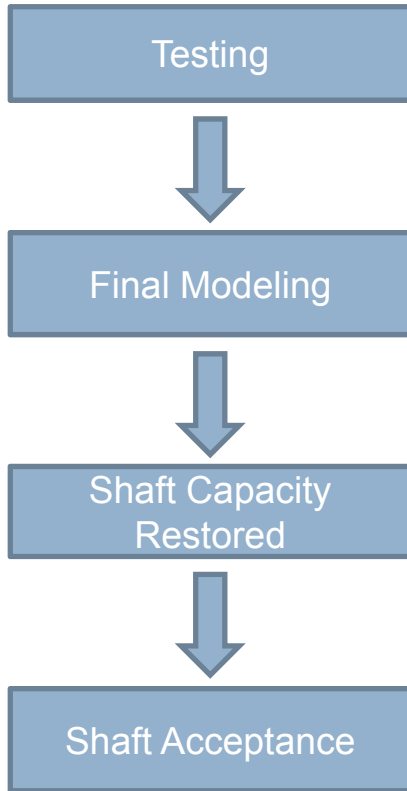 Testing
Final Modeling
Shaft Capacity
Restored
Shaft Acceptance